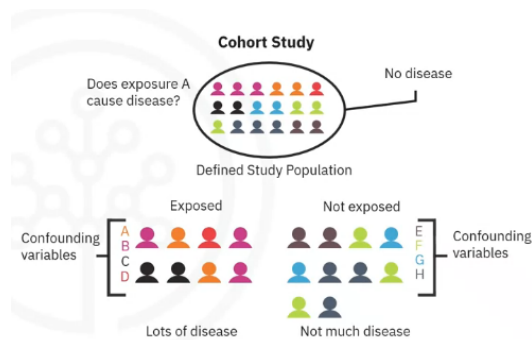 Cohort Study
Does exposure A
cause disease?
No disease
Defined Study Population
Exposed
Not exposed
Confounding
variables
A
B
C
D
E
F
G
H
Confounding
variables
Lots of disease
Not much disease